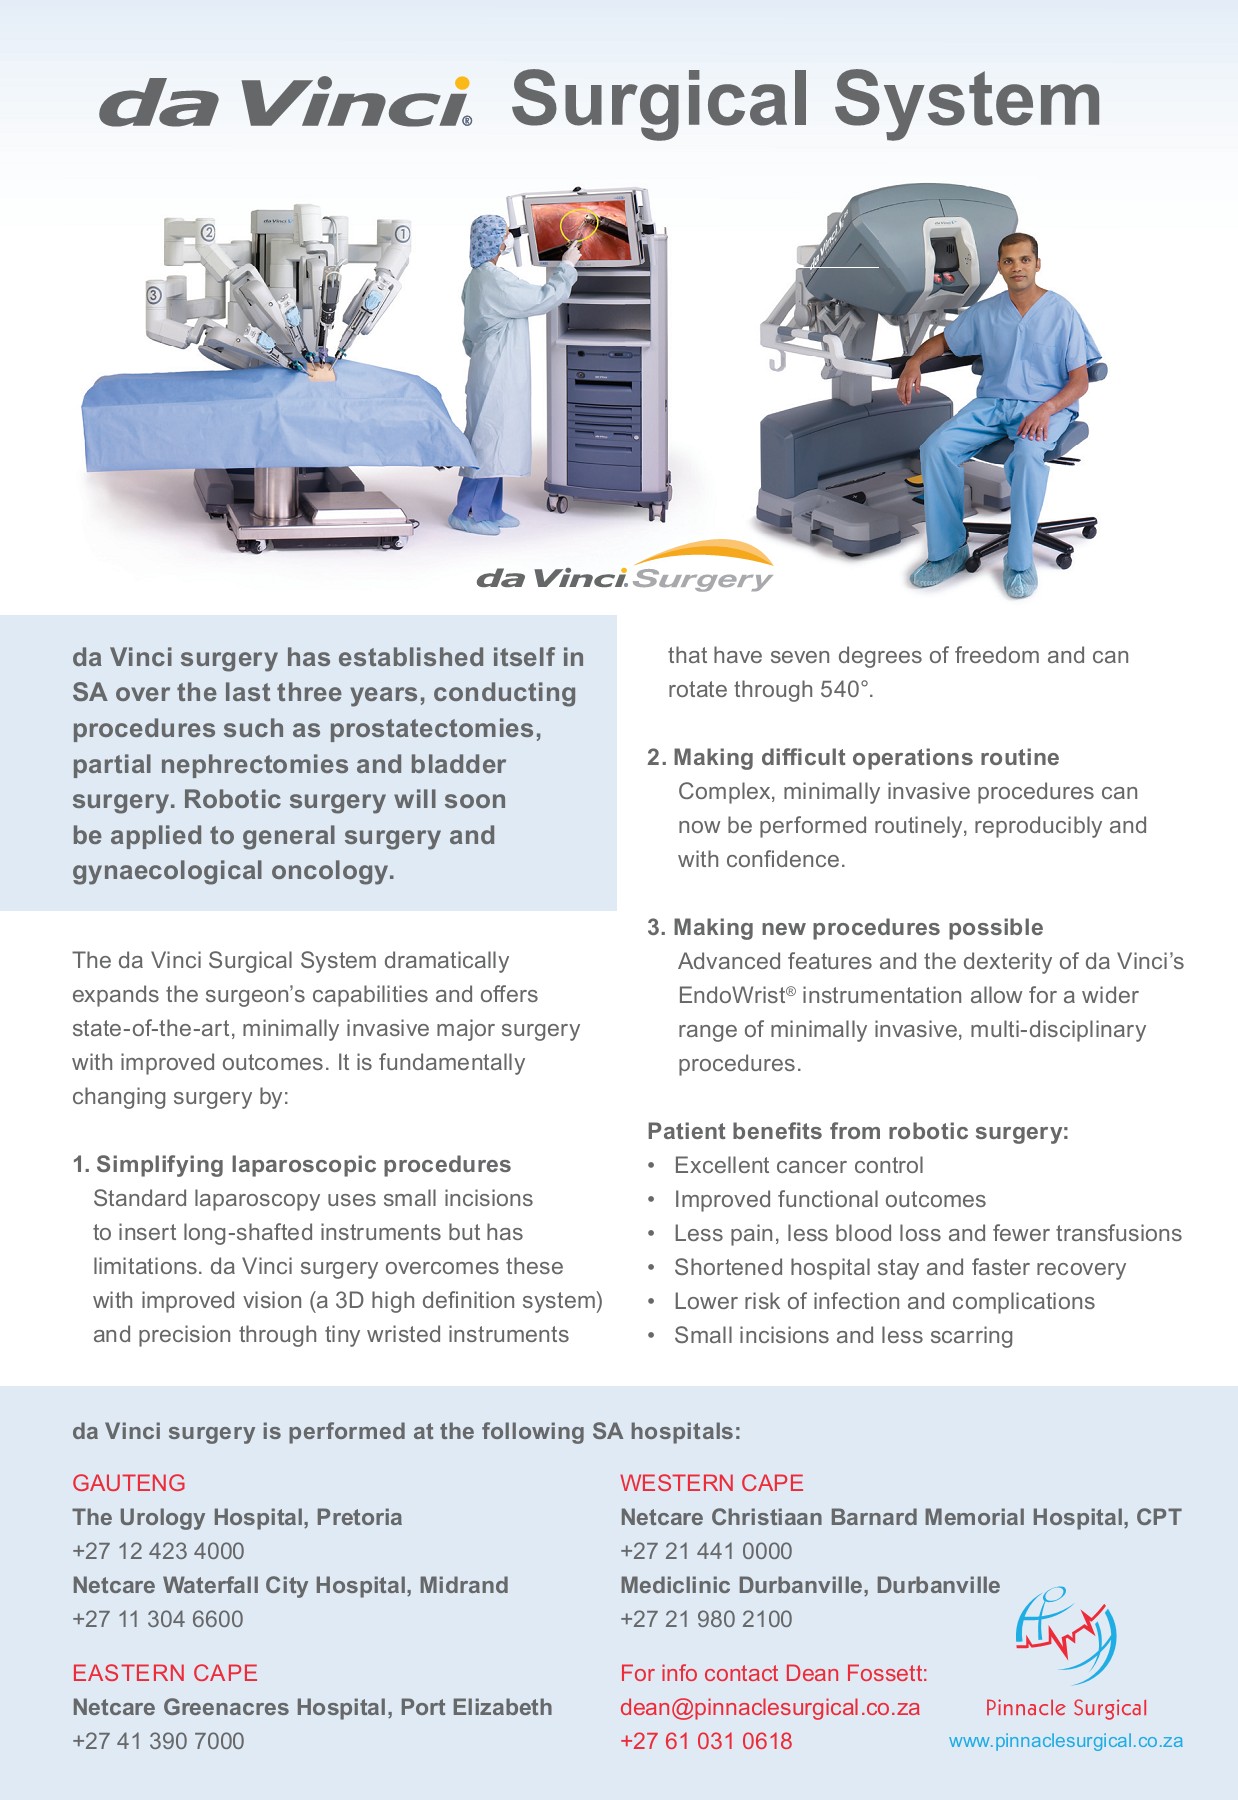 da Vinci® Surgical System
da Vinci
1
2
3
da Vinci
da Vinci.Surgery
da Vinci surgery has established itself in
SA over the last three years, conducting
procedures such as prostatectomies,
partial nephrectomies and bladder
surgery. Robotic surgery will soon
be applied to general surgery and
gynaecological oncology.
The da Vinci Surgical System dramatically
expands the surgeon’s capabilities and offers
state-of-the-art, minimally invasive major surgery
with improved outcomes. It is fundamentally
changing surgery by:
1. Simplifying laparoscopic procedures
Standard laparoscopy uses small incisions
to insert long-shafted instruments but has
limitations. da Vinci surgery overcomes these
with improved vision (a 3D high definition system)
and precision through tiny wristed instruments
that have seven degrees of freedom and can
rotate through 540°.
2. Making difficult operations routine
Complex, minimally invasive procedures can
now be performed routinely, reproducibly and
with confidence.
3. Making new procedures possible
Advanced features and the dexterity of da Vinci’s
EndoWrist® instrumentation allow for a wider
range of minimally invasive, multi-disciplinary
procedures.
Patient benefits from robotic surgery:
• Excellent cancer control
• Improved functional outcomes
• Less pain, less blood loss and fewer transfusions
• Shortened hospital stay and faster recovery
• Lower risk of infection and complications
• Small incisions and less scarring
da Vinci surgery is performed at the following SA hospitals:
GAUTENG
The Urology Hospital, Pretoria
+27 12 423 4000
Netcare Waterfall City Hospital, Midrand
+27 11 304 6600
EASTERN CAPE
Netcare Greenacres Hospital, Port Elizabeth
+27 41 390 7000
WESTERN CAPE
Netcare Christiaan Barnard Memorial Hospital, CPT
+27 21 441 0000
Mediclinic Durbanville, Durbanville
+27 21 980 2100
For info contact Dean Fossett:
dean@pinnaclesurgical.co.za
+27 61 031 0618
Pinnacle Surgical
www.pinnaclesurgical.co.za